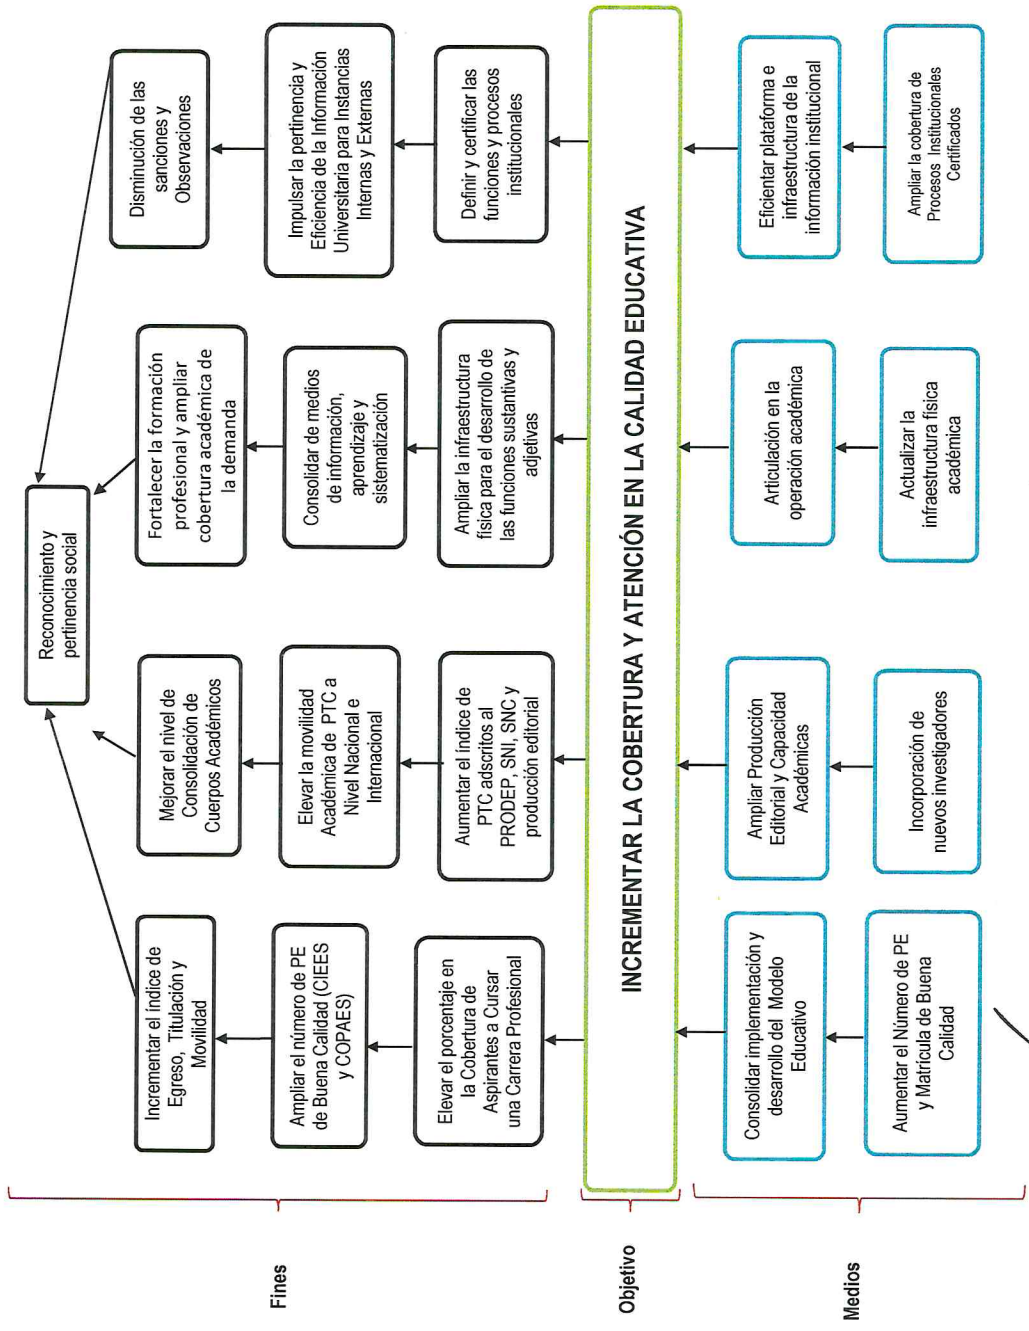 Reconocimiento y
pertinencia social
Incrementar el índice de
Egreso, Titulación y
Movilidad
Mejorar el nivel de
Consolidación de
Cuerpos Académicos
Fortalecer la formación
profesional y ampliar
cobertura académica de
la demanda
Disminución de las
sanciones y
Observaciones
Fines
Ampliar el número de PE
de Buena Calidad (CIEES
y COPAES)
Elevar la movilidad
Académica de PTC a
Nivel Nacional e
Internacional
Consolidar de medios
de información,
aprendizaje y
sistematización
Impulsar la pertinencia y
Eficiencia de la Información
Universitaria para Instancias
Internas y Externas
Elevar el porcentaje en
la Cobertura de
Aspirantes a Cursar
una Carrera Profesional
Aumentar el índice de
PTC adscritos al
PRODEP, SNI, SNC y
producción editorial
Ampliar la infraestructura
física para el desarrollo de
las funciones sustantivas y
adjetivas
Definir y certificar las
funciones y procesos
institucionales
Objetivo
INCREMENTAR LA COBERTURA Y ATENCIÓN EN LA CALIDAD EDUCATIVA
Medios
Consolidar implementación y
desarrollo del Modelo
Educativo
Ampliar Producción
Editorial y Capacidad
Académicas
Articulación en la
operación académica
Eficientar plataforma e
infraestructura de la
información institucional
Aumentar el Número de PE
y Matrícula de Buena
Calidad
Incorporación de
nuevos investigadores
Actualizar la
infraestructura física
académica
Ampliar la cobertura de
Procesos Institucionales
Certificados